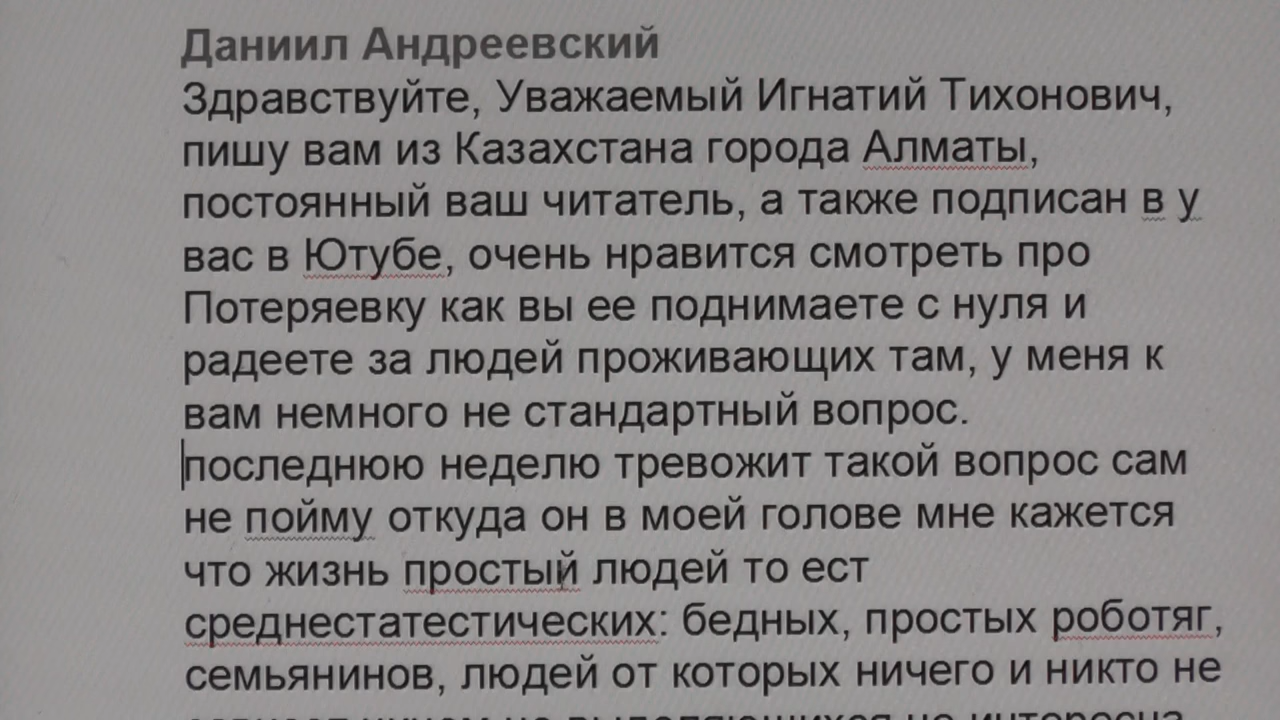 Даниил Андреевский
Здравствуйте, Уважаемый Игнатий Тихонович,
пишу вам из Казахстана города Алматы,
постоянный ваш читатель, а также подписан в у
вас в Ютубе, очень нравится смотреть про
Потеряевку как вы ее поднимаете с нуля и
радеете за людей проживающих там, у меня к
вам немного не стандартный вопрос.
последнюю неделю тревожит такой вопрос сам
не пойму откуда он в моей голове мне кажется
что жизнь простый людей то ест
среднестатестических: бедных, простых роботяг,
семьянинов, людей от которых ничего и никто не